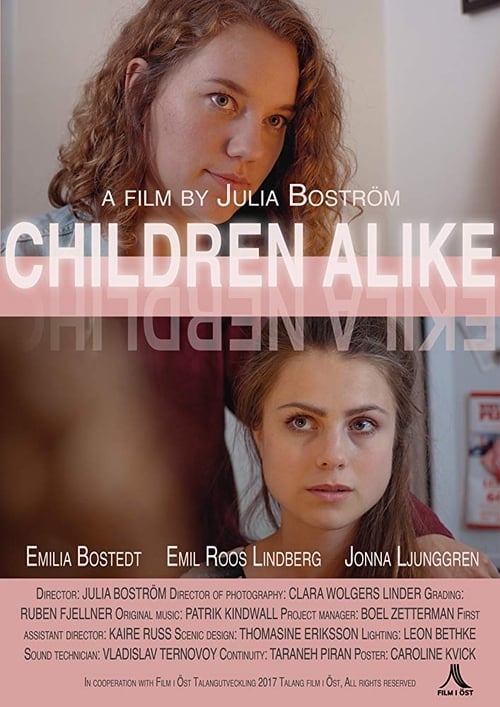 A FILM BY JULIA BOSTRÖM
CHILDREN ALIKE
CHILDREN ALIKE
EMILIA BOSTEDT EMIL ROOS LINDBERG JONNA LJUNGGREN
DIRECTOR: JULIA BOSTRÖM DIRECTOR OF PHOTOGRAPHY: CLARA WOLGERS LINDER GRADING:
RUBEN FJELLNER ORIGINAL MUSIC: PATRIK KINDWALL PROJECT MANAGER: BOEL ZETTERMAN FIRST
ASSISTANT DIRECTOR: KAIRE RUSS SCENIC DESIGN: THOMASINE ERIKSSON LIGHTING: LEON BETHKE
SOUND TECHNICIAN: VLADISLAV TERNOVOY CONTINUITY: TARANEH PIRAN POSTER: CAROLINE KVICK
IN COOPERATION WITH FILM I ÖST TALANGUTVECKLING 2017 TALANG FILM I ÖST, ALL RIGHTS RESERVED
FILM I ÖST